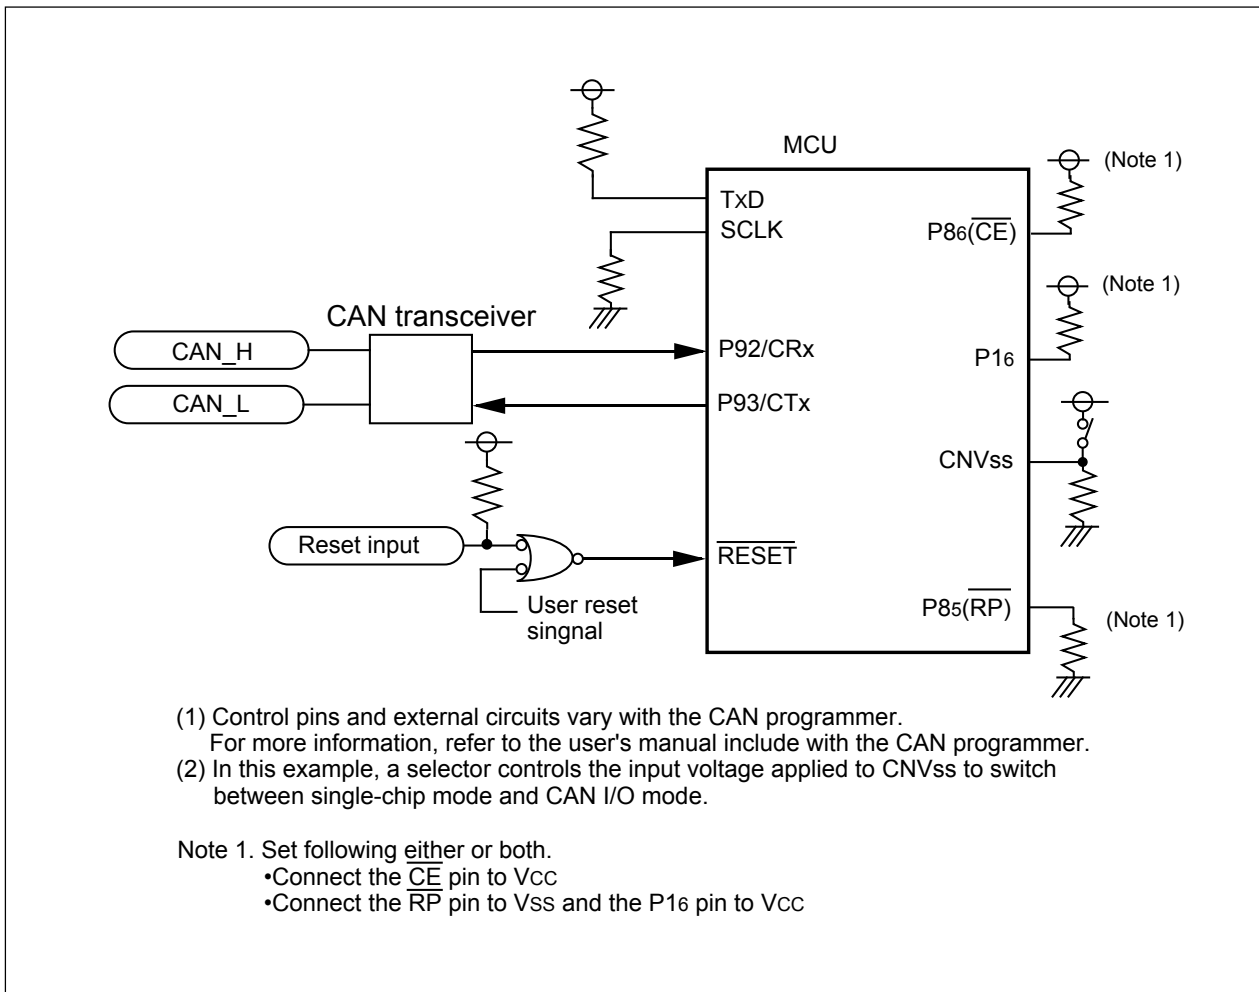 MCU
(Note 1)
TxD
SCLK
P86(CE)
(Note 1)
CAN transceiver
CAN_H
P92/CRx
P16
CAN_L
P93/CTx
CNVss
Reset input
RESET
User reset
singnal
P85(RP)
(Note 1)
(1) Control pins and external circuits vary with the CAN programmer.
For more information, refer to the user's manual include with the CAN programmer.
(2) In this example, a selector controls the input voltage applied to CNVss to switch
between single-chip mode and CAN I/O mode.
Note 1. Set following either or both.
•Connect the CE pin to VCC
•Connect the RP pin to VSS and the P16 pin to VCC